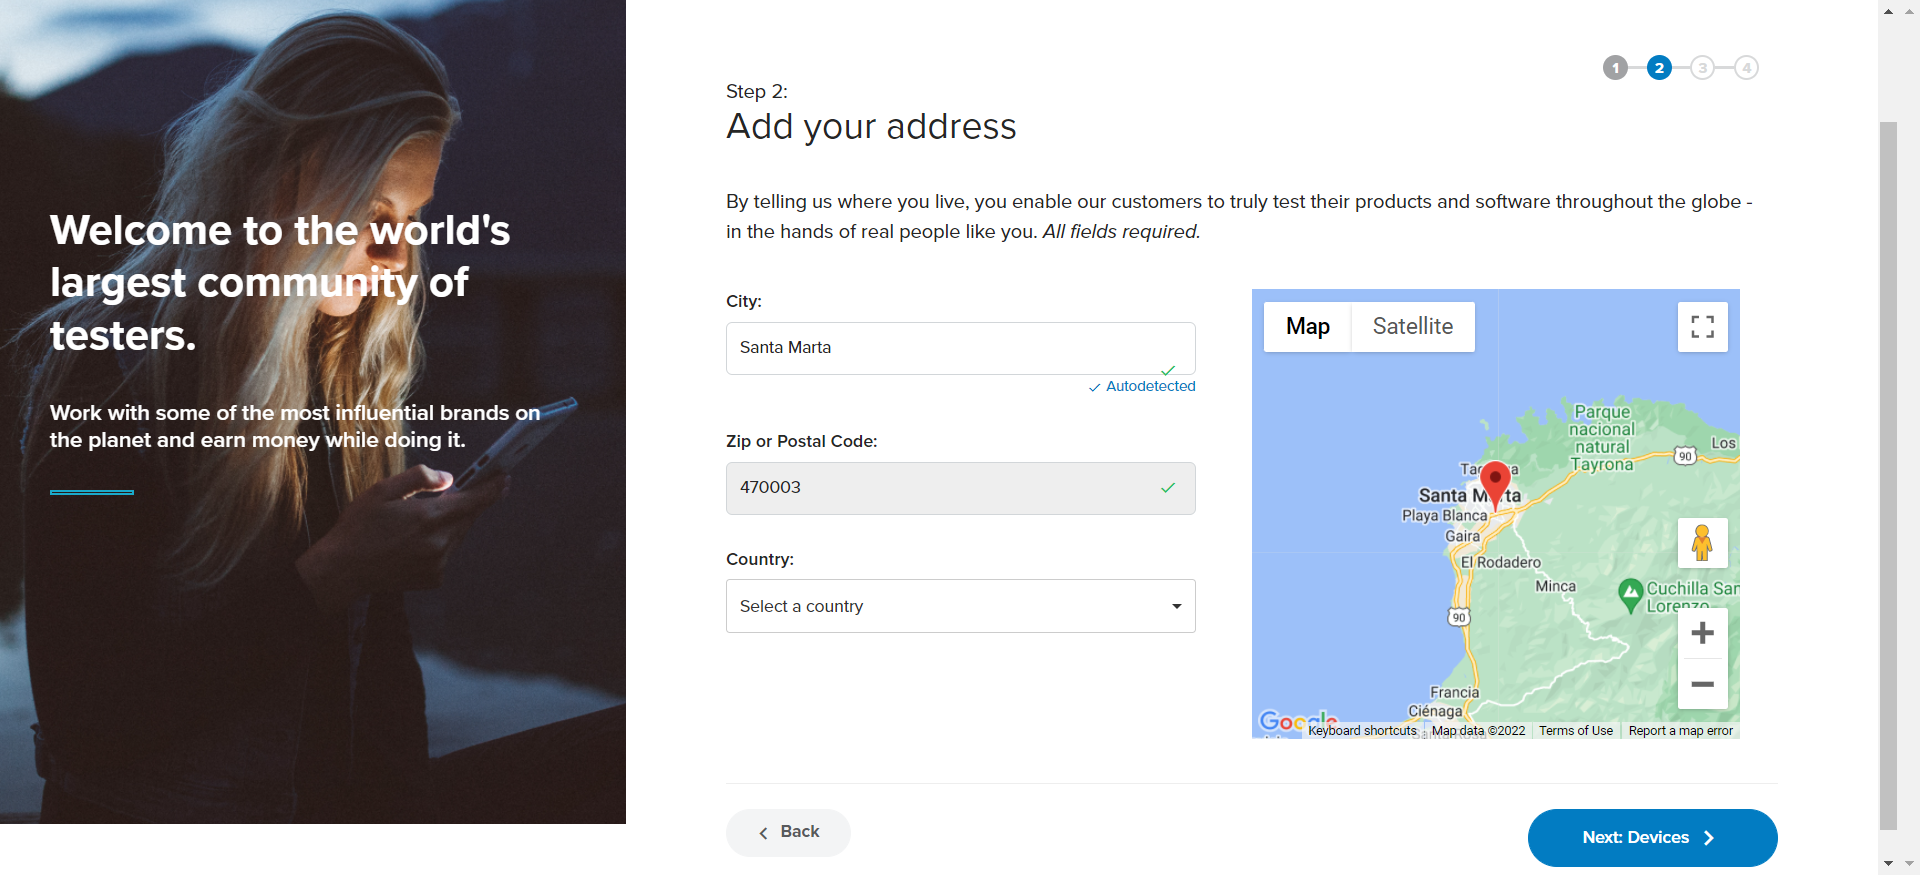 Welcome to the world's
largest community of
testers.
Work with some of the most influential brands on
the planet and earn money while doing it.
1
2
3
4
Step 2:
Add your address
By telling us where you live, you enable our customers to truly test their products and software throughout the globe -
in the hands of real people like you. All fields required.
City:
Santa Marta
Autodetected
Zip or Postal Code:
470003
Country:
Select a country
Map
Satellite
Parque
nacional
natural
Tayrona
Los
90
Santa Marta
Playa Blanca
Gaira
El Rodadero
Minca
Cuchilla San
Lorenzo
90
Francia
Ciénaga
Google
Keyboard shortcuts
Map data ©2022
Terms of Use
Report a map error
Back
Next: Devices